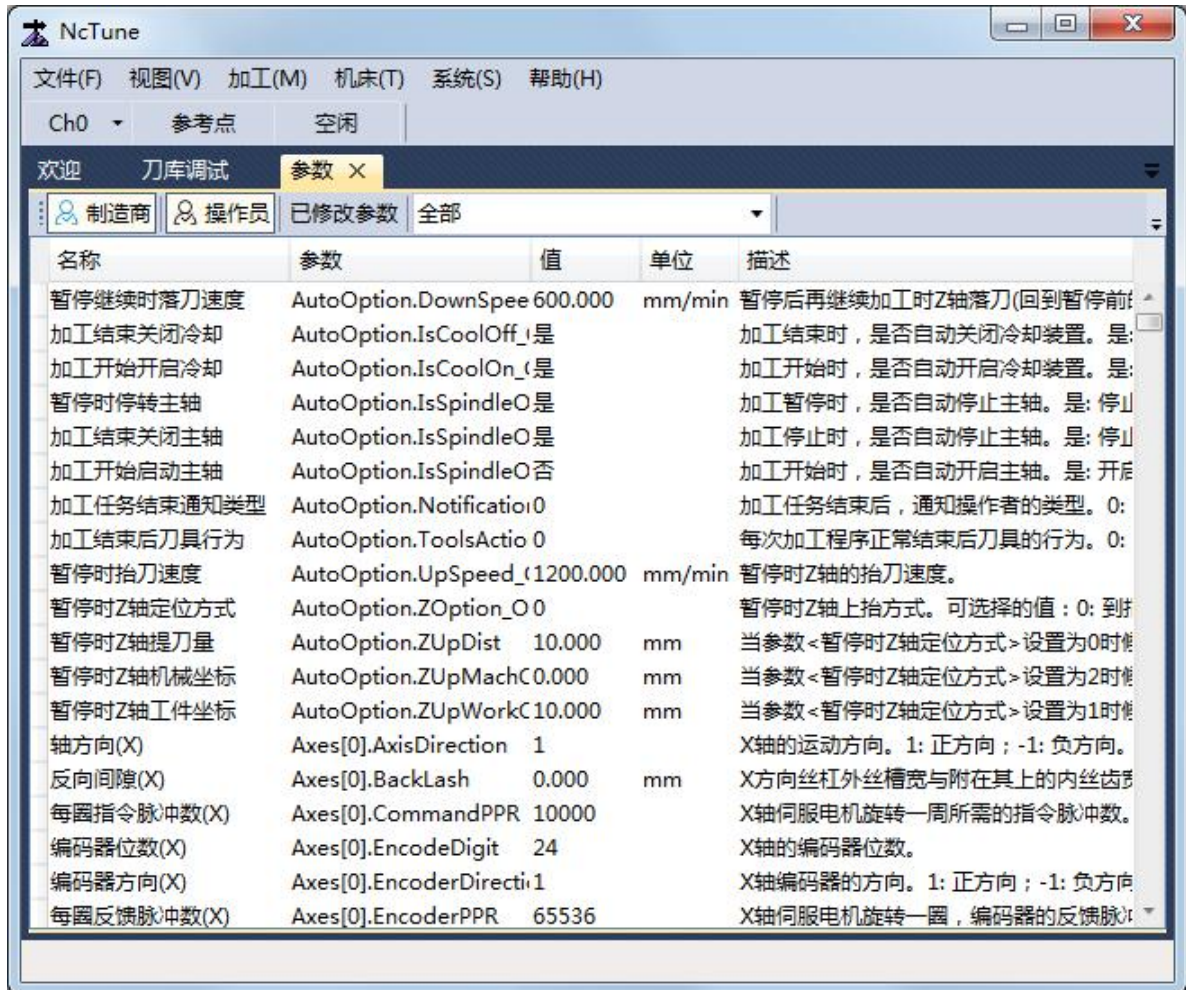 NcTune
文件(F) 视图(V) 加工(M) 机床(T) 系统(S) 帮助(H)
Ch0 参考点 空闲
欢迎 刀库调试 参数
制造商 操作员 已修改参数 全部
名称 参数 值 单位 描述
暂停继续时落刀速度 AutoOption.DownSpee 600.000 mm/min 暂停后再继续加工时Z轴落刀(回到暂停前
加工结束关闭冷却 AutoOption.IsCoolOff_ 是 加工结束时，是否自动关闭冷却装置。是:
加工开始开启冷却 AutoOption.IsCoolOn_ 是 加工开始时，是否自动开启冷却装置。是:
暂停时停转主轴 AutoOption.IsSpindleO 是 加工暂停时，是否自动停止主轴。是: 停止
加工结束关闭主轴 AutoOption.IsSpindleO 是 加工停止时，是否自动停止主轴。是: 停止
加工开始启动主轴 AutoOption.IsSpindleO 否 加工开始时，是否自动开启主轴。是: 开启
加工任务结束通知类型 AutoOption.Notificatio 0 加工任务结束后，通知操作者的类型。0:
加工结束后刀具行为 AutoOption.ToolsActio 0 每次加工程序正常结束后刀具的行为。0:
暂停时抬刀速度 AutoOption.UpSpeed_ 1200.000 mm/min 暂停时Z轴的抬刀速度。
暂停时Z轴定位方式 AutoOption.ZOption_O 0 暂停时Z轴上抬方式。可选择的值：0: 到
暂停时Z轴提刀量 AutoOption.ZUpDist 10.000 mm 当参数<暂停时Z轴定位方式>设置为0时
暂停时Z轴机械坐标 AutoOption.ZUpMachC 0.000 mm 当参数<暂停时Z轴定位方式>设置为2时
暂停时Z轴工件坐标 AutoOption.ZUpWorkC 10.000 mm 当参数<暂停时Z轴定位方式>设置为1时
轴方向(X) Axes[0].AxisDirection 1 X轴的运动方向。1: 正方向；-1: 负方向。
反向间隙(X) Axes[0].BackLash 0.000 mm X方向丝杠外丝槽宽与附在其上的内丝齿宽
每圈指令脉冲数(X) Axes[0].CommandPPR 10000 X轴伺服电机旋转一周所需的指令脉冲数。
编码器位数(X) Axes[0].EncodeDigit 24 X轴的编码器位数。
编码器方向(X) Axes[0].EncoderDirecti 1 X轴编码器的方向。1: 正方向；-1: 负方向
每圈反馈脉冲数(X) Axes[0].EncoderPPR 65536 X轴伺服电机旋转一圈，编码器的反馈脉冲